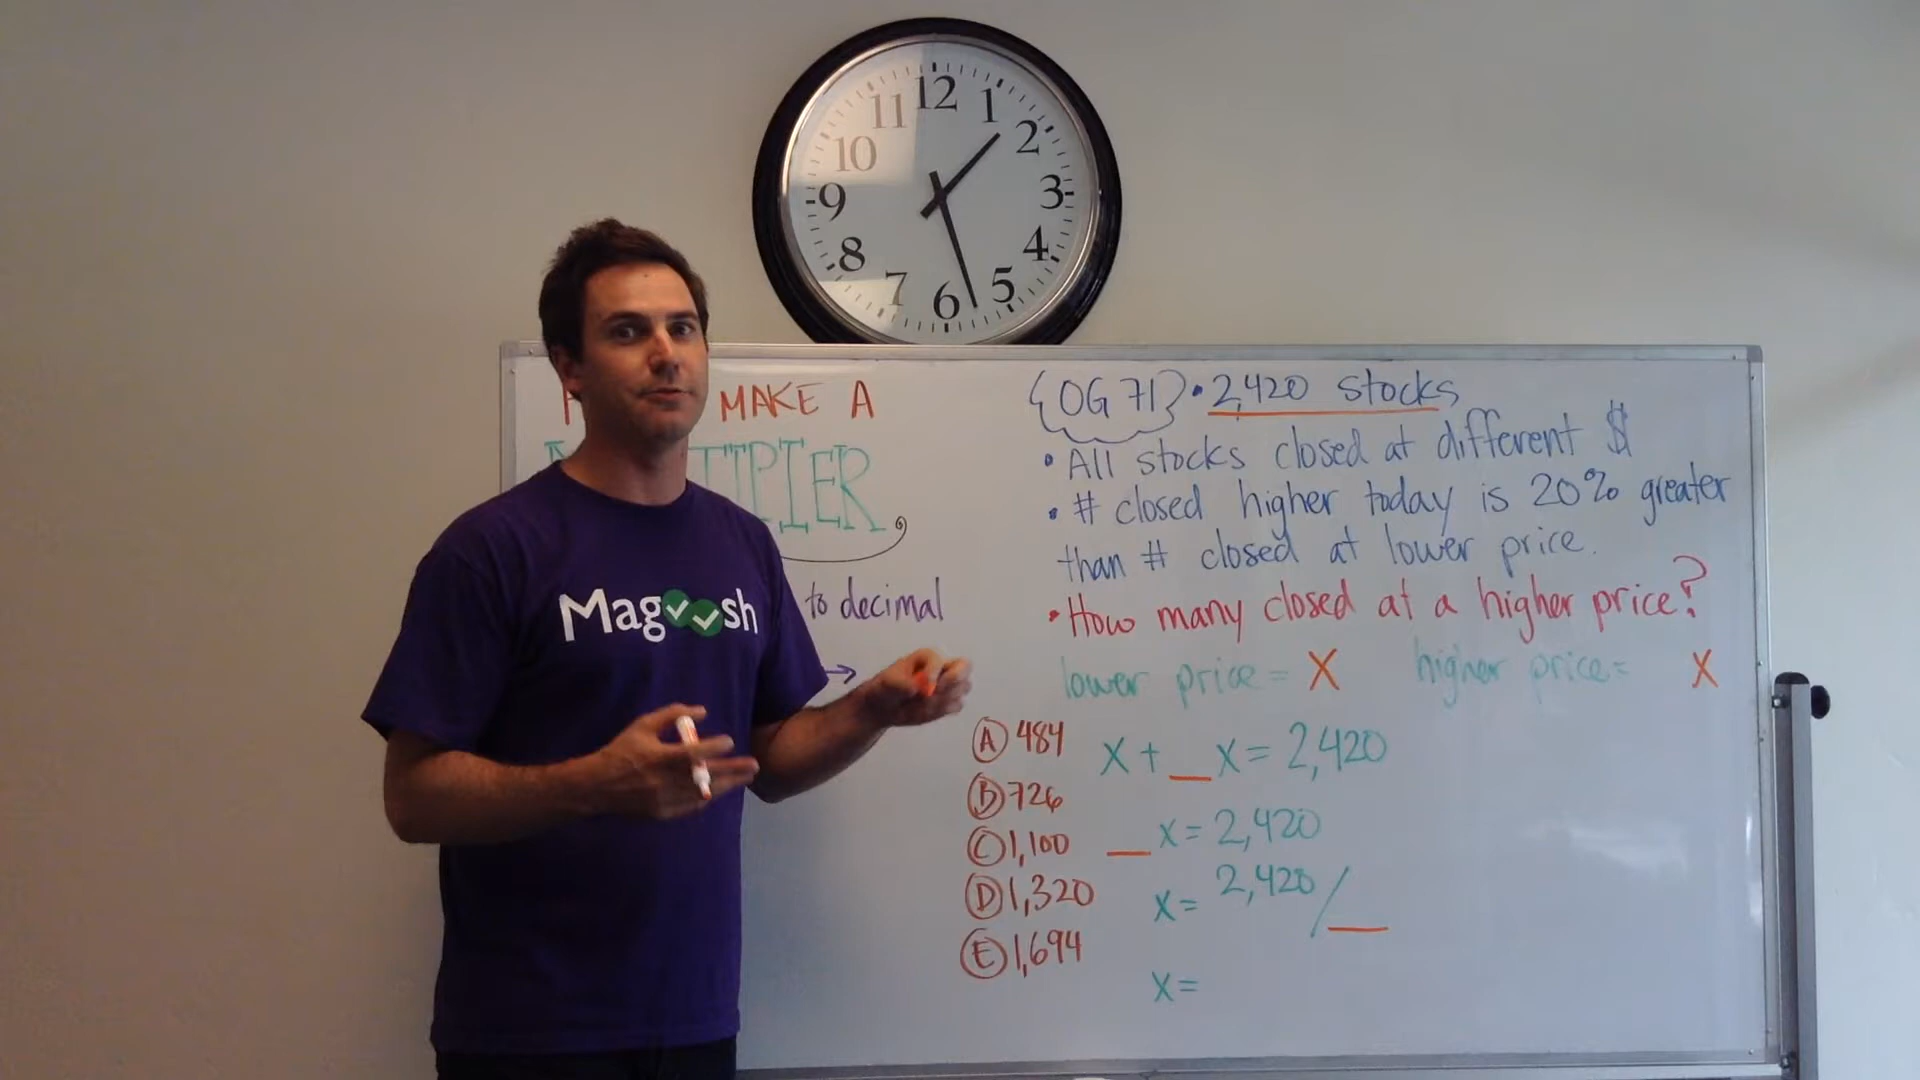 12
11 1
10 2
9 3
8 4
7 5
6
MAKE A
to decimal
Magoosh
{OG 71} • 2,420 stocks
• All stocks closed at different $
• # closed higher today is 20% greater
than # closed at lower price.
• How many closed at a higher price?
lower price = X higher price = X
(A) 484
(B) 726
(C) 1,100
(D) 1,320
(E) 1,694
X + __ X = 2,420
__ X = 2,420
X = 2,420/__
X =